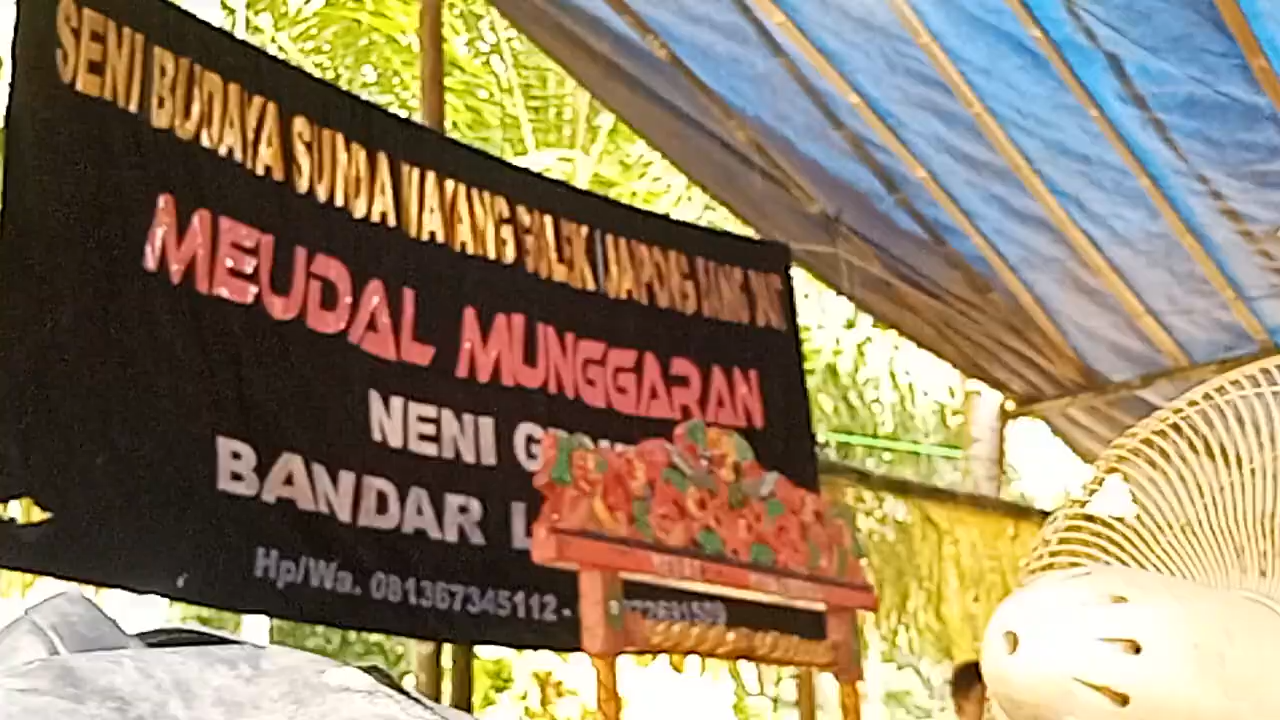 SENI BUDAYA SUNDA WAYANG GOLEK / JAIPONG
MEUDAL MUNGGARAN
NENI
BANDAR
Hp/Wa. 081367345112 -